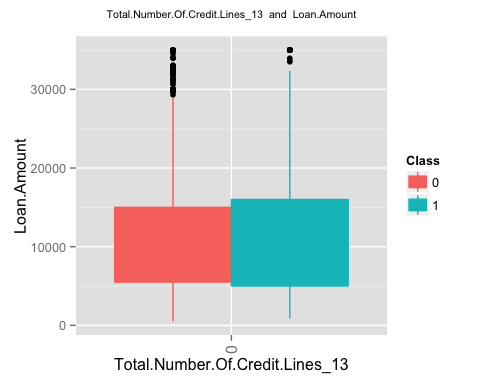 Total.Number.Of.Credit.Lines_13 and Loan.Amount
30000
20000
10000
0
Loan.Amount
0
Total.Number.Of.Credit.Lines_13
Class
0
1